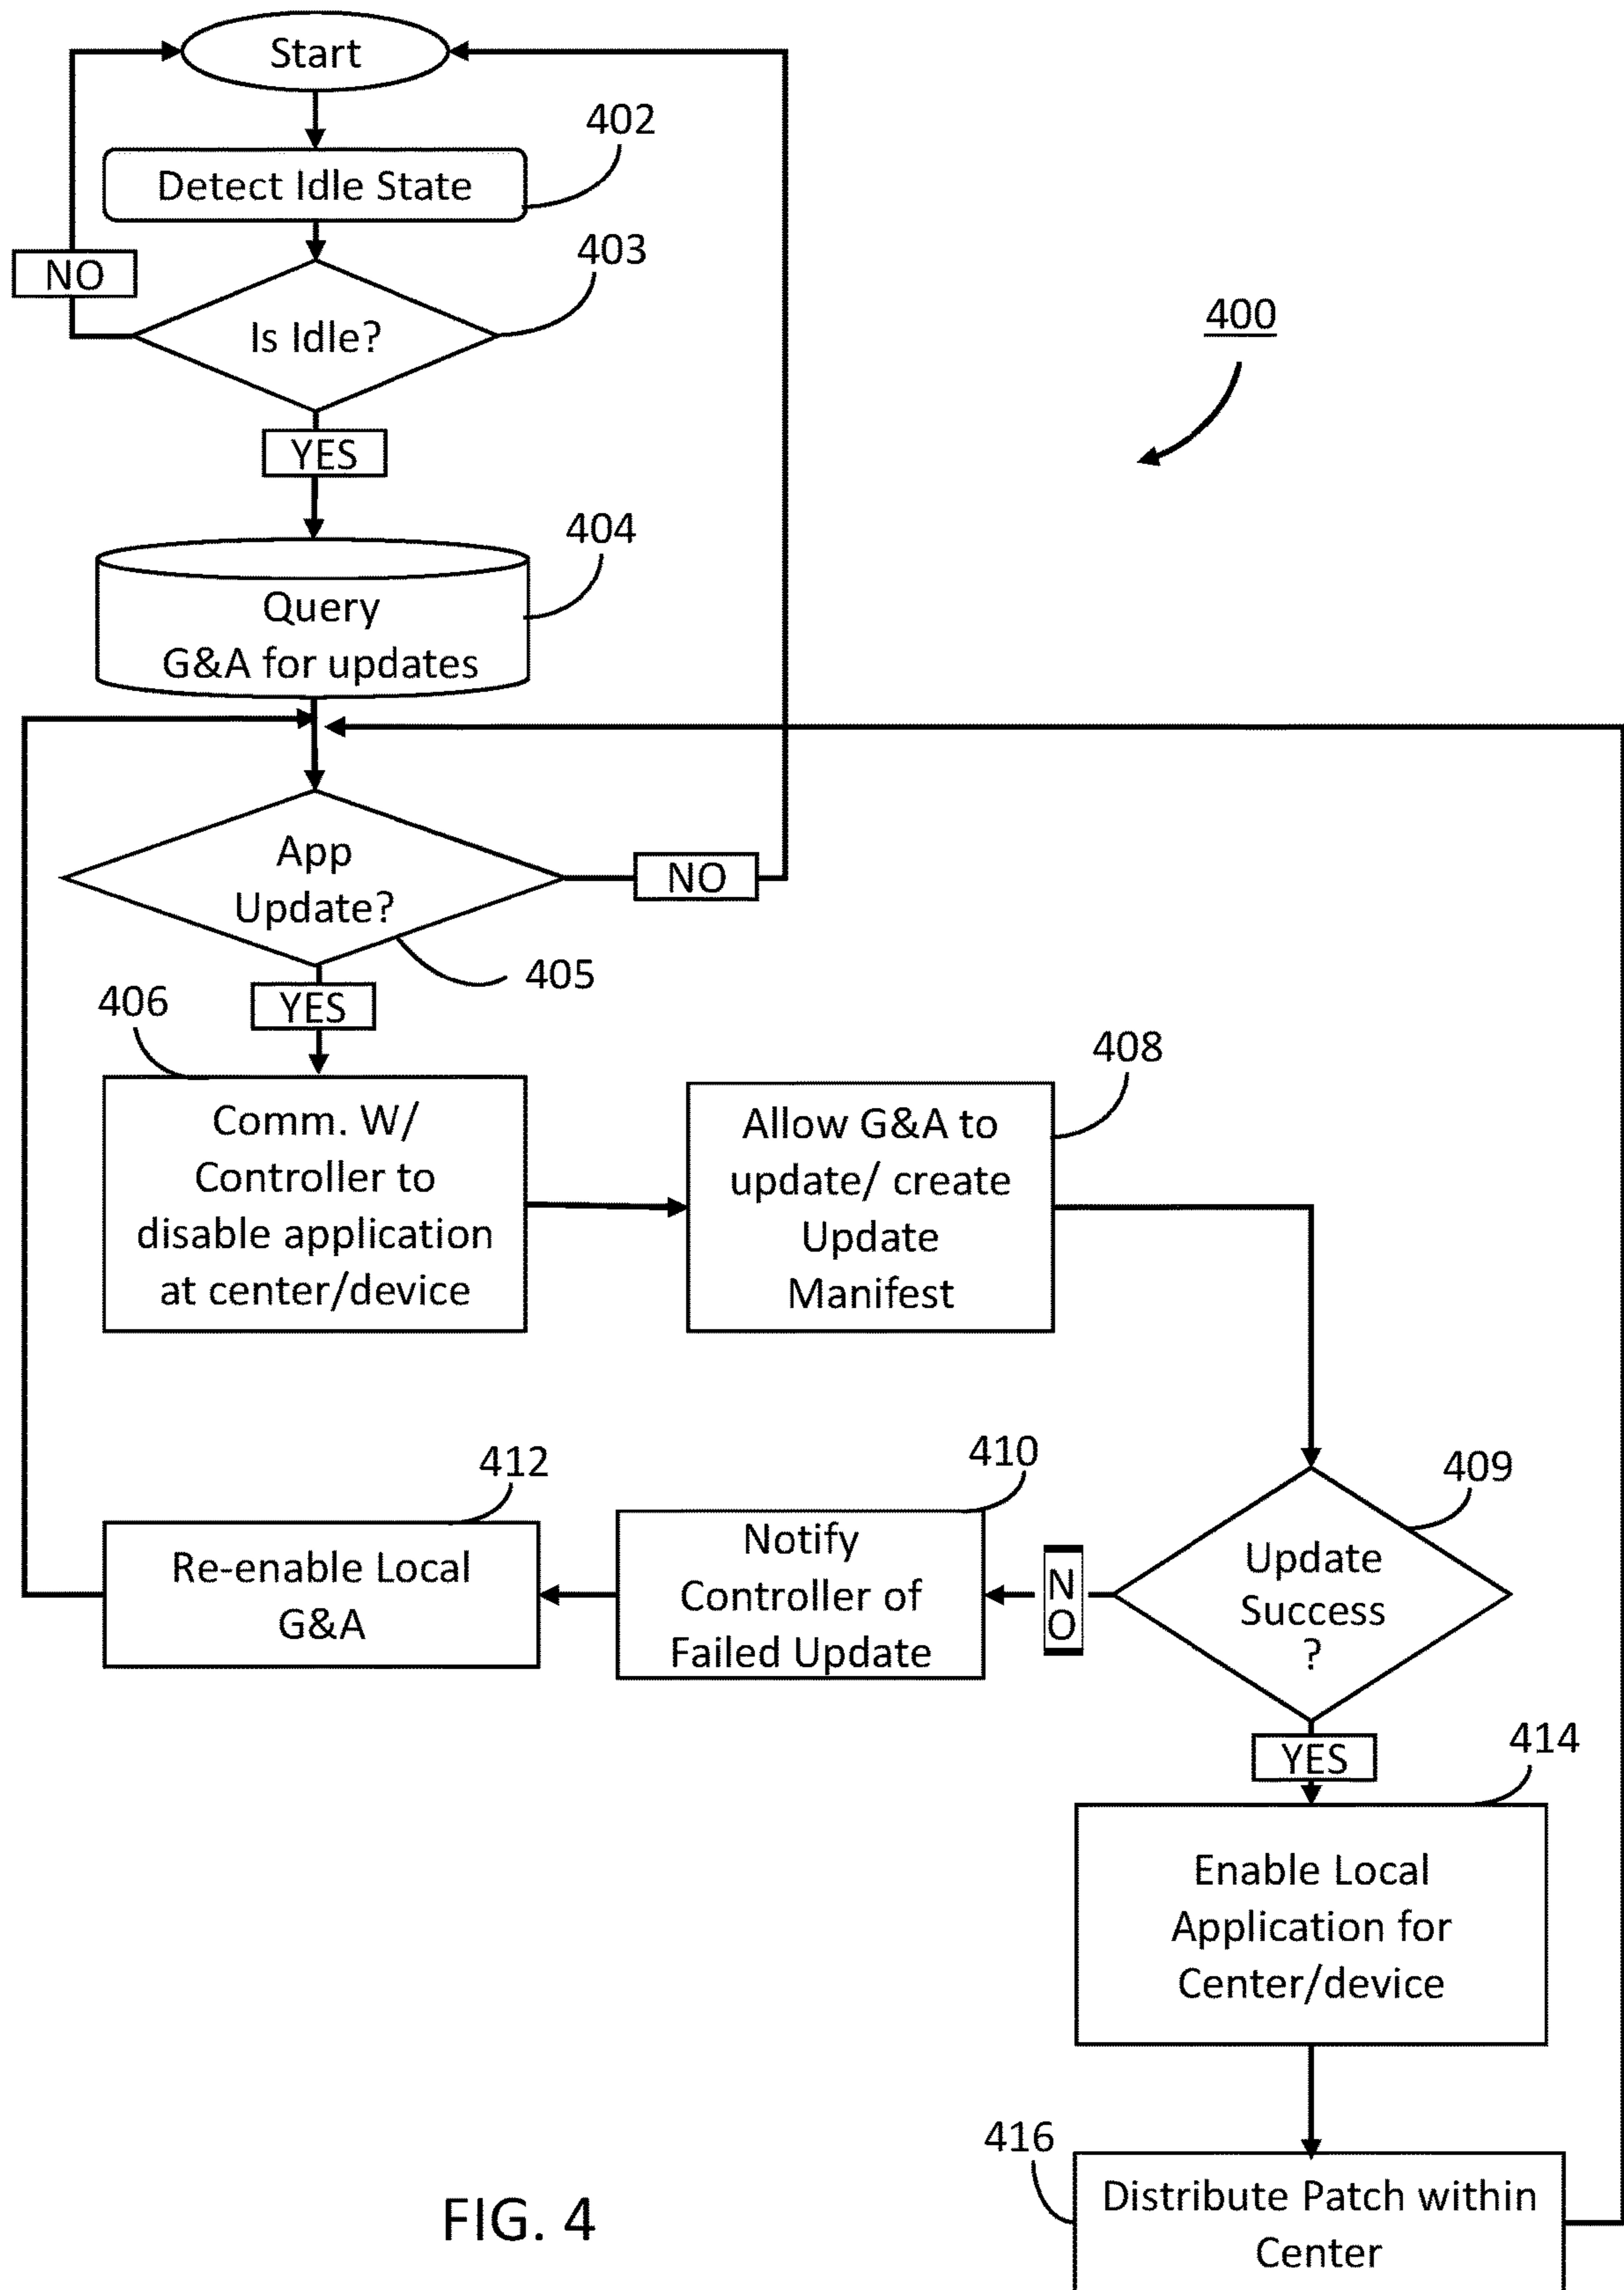 Start
402
Detect Idle State
403
NO
Is Idle?
400
YES
404
Query
G&A for updates
App
Update?
NO
405
YES
406
408
Comm. W/
Controller to
disable application
at center/device
Allow G&A to
update/ create
Update
Manifest
412
410
409
Re-enable Local
G&A
Notify
Controller of
Failed Update
N
O
Update
Success
?
YES
414
Enable Local
Application for
Center/device
416
Distribute Patch within
Center
FIG. 4